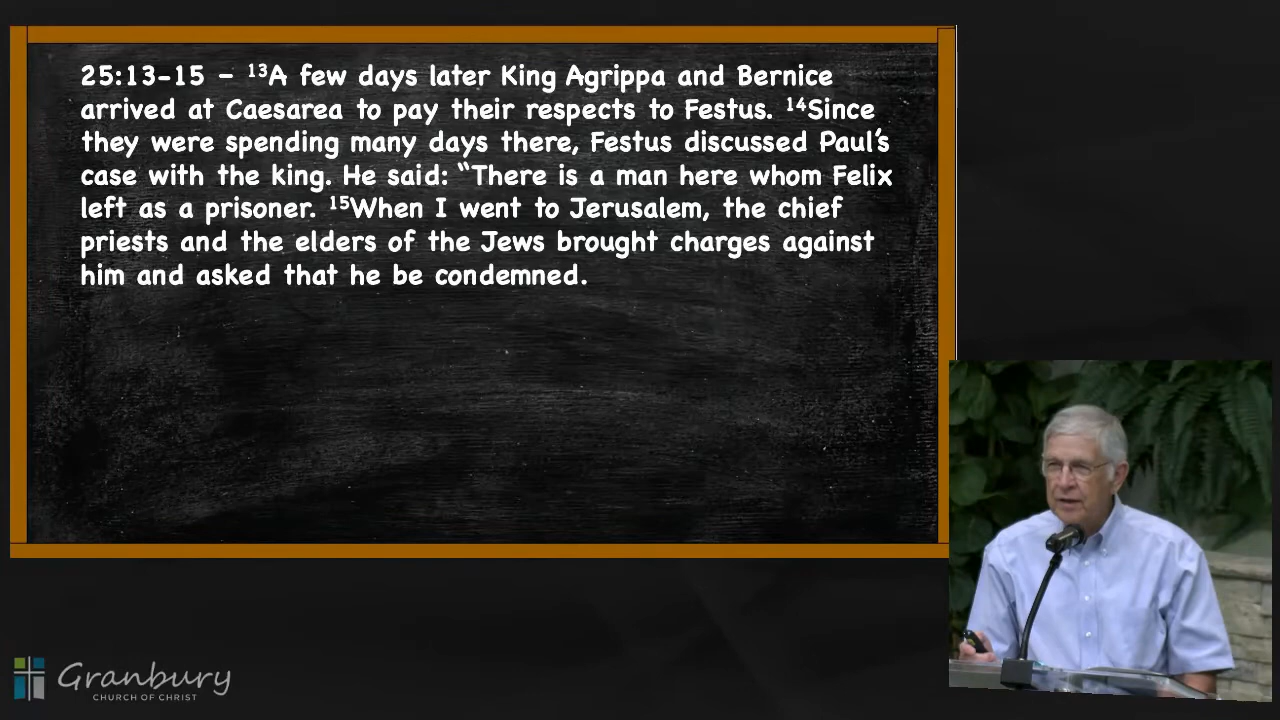 25:13-15 – ¹³A few days later King Agrippa and Bernice
arrived at Caesarea to pay their respects to Festus. ¹⁴Since
they were spending many days there, Festus discussed Paul’s
case with the king. He said: “There is a man here whom Felix
left as a prisoner. ¹⁵When I went to Jerusalem, the chief
priests and the elders of the Jews brought charges against
him and asked that he be condemned.
Granbury
CHURCH OF CHRIST